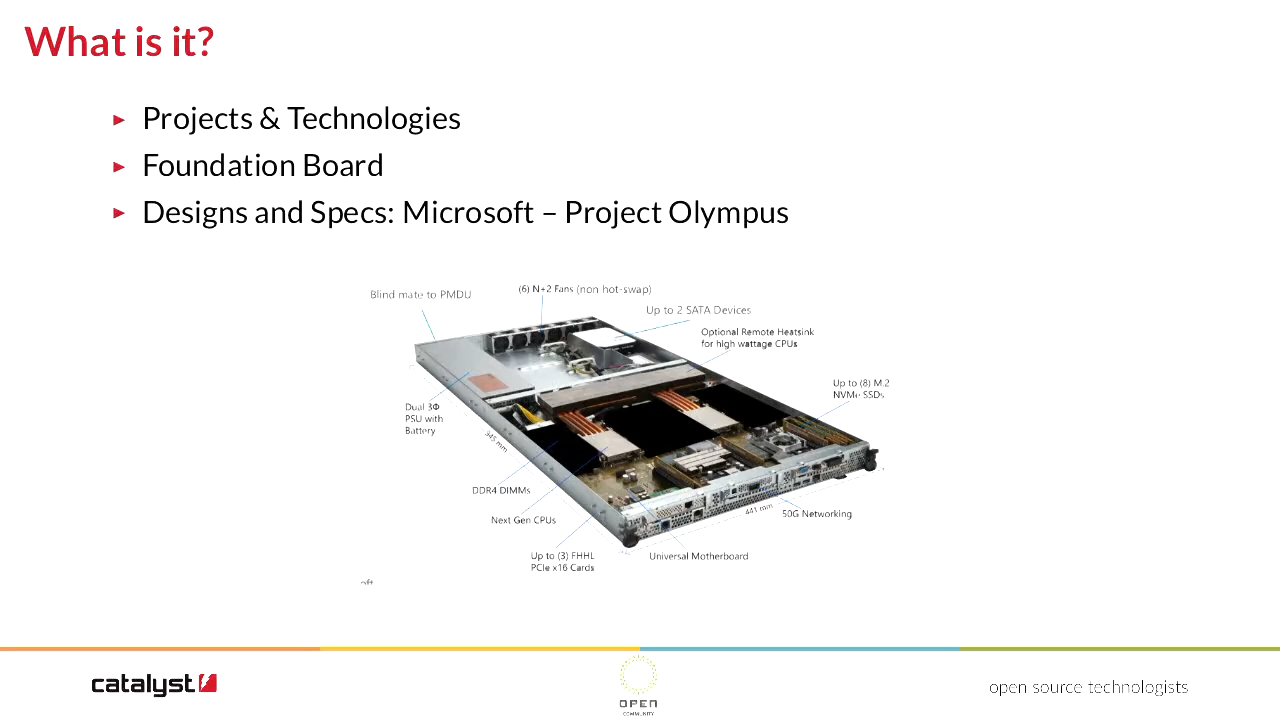 What is it?
Projects & Technologies
Foundation Board
Designs and Specs: Microsoft – Project Olympus
Blind mate to PMDU
(6) N+2 Fans (non hot-swap)
Up to 2 SATA Devices
Optional Remote Heatsink
for high wattage CPUs
Up to (8) M.2
NVMe SSDs
Dual 3Φ
PSU with
Battery
DDR4 DIMMs
Next Gen CPUs
441 mm
50G Networking
Up to (3) FHHL
PCIe x16 Cards
Universal Motherboard
catalyst
OPEN
COMMUNITY
open source technologists